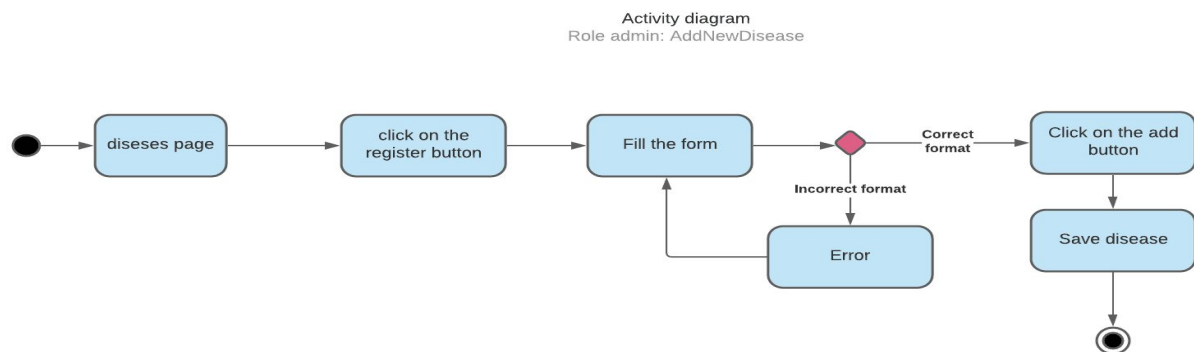 Activity diagram
Role admin: AddNewDisease
diseses page
click on the
register button
Fill the form
Correct
format
Click on the add
button
Incorrect format
Error
Save disease